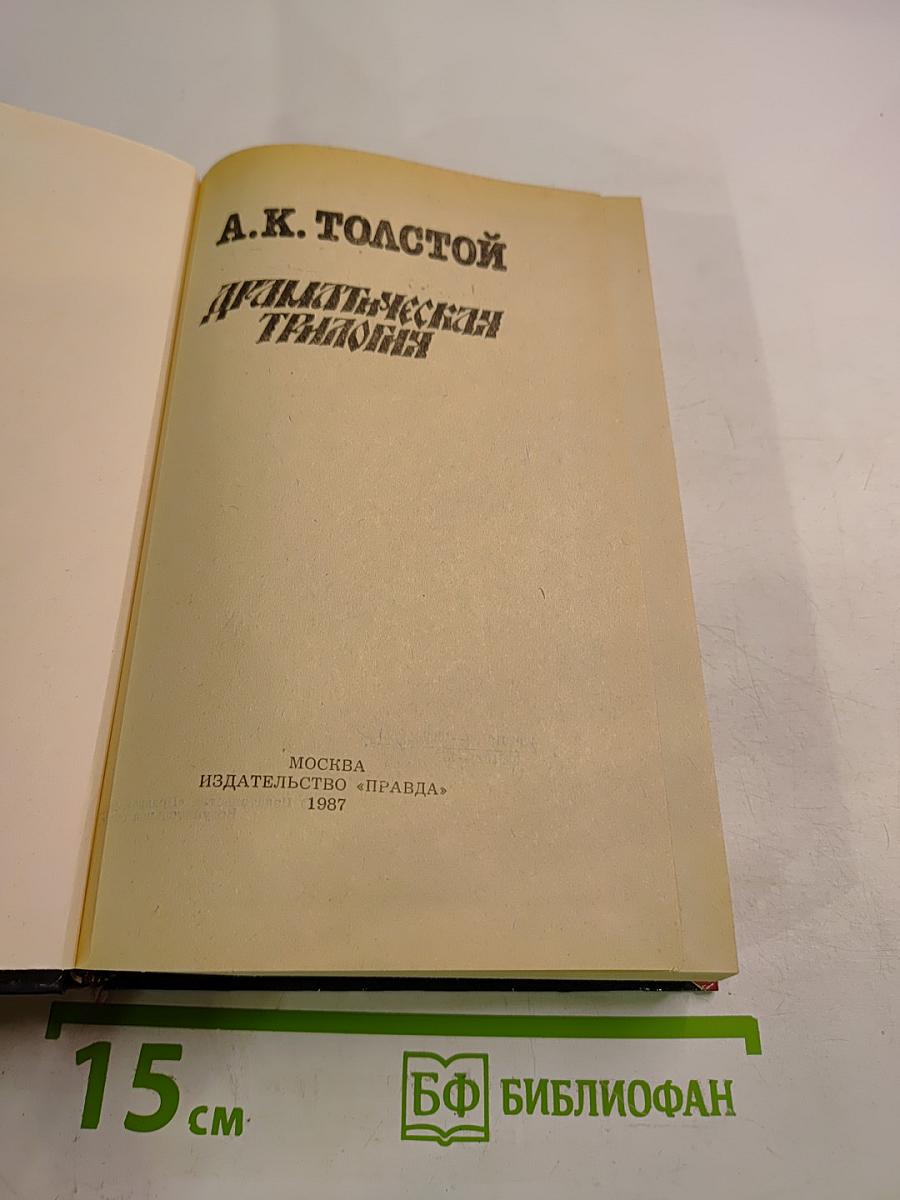 А.К. ТОЛСТОЙ
ДРАМАТИЧЕСКАЯ
ТРИЛОГИЯ
МОСКВА
ИЗДАТЕЛЬСТВО «ПРАВДА»
1987
15 см
БФ БИБЛИОФАН